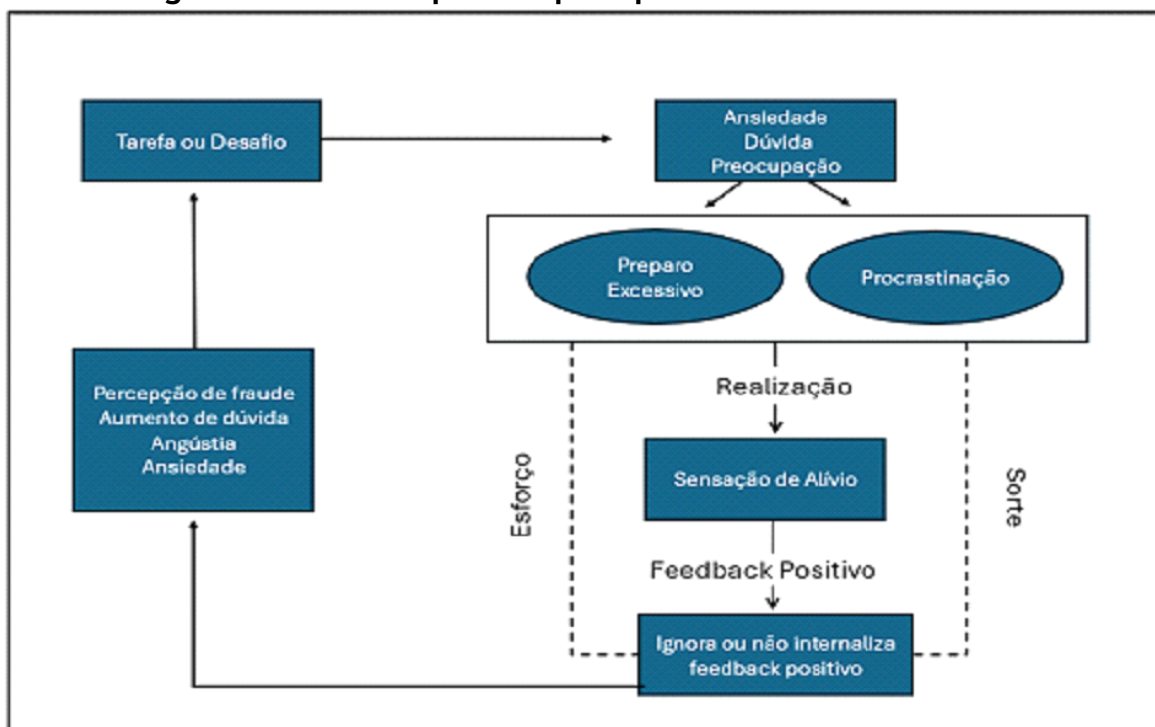 Tarefa ou Desafio
Ansiedade
Dúvida
Preocupação
Preparo
Excessivo
Procrastinação
Realização
Percepção de fraude
Aumento de dúvida
Angústia
Ansiedade
Esforço
Sensação de Alívio
Sorte
Feedback Positivo
Ignora ou não internaliza
feedback positivo